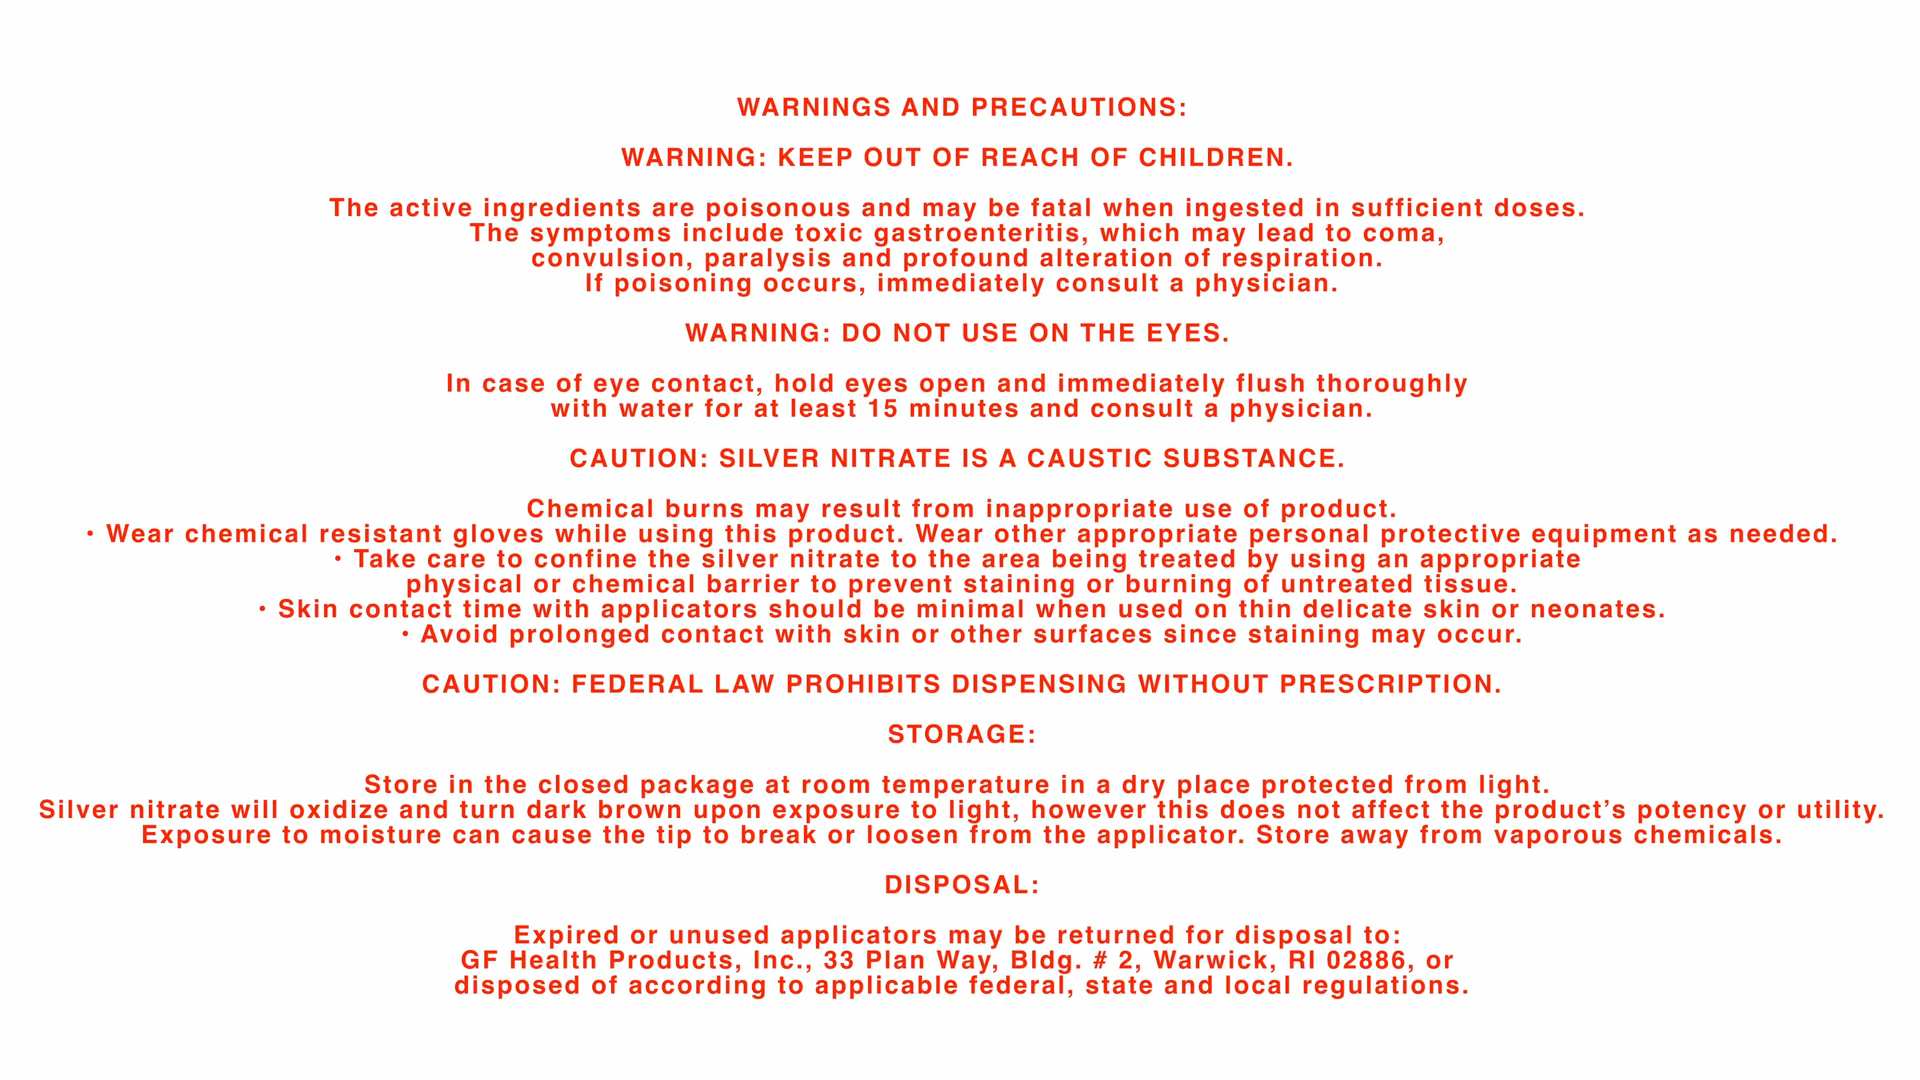 WARNINGS AND PRECAUTIONS:
WARNING: KEEP OUT OF REACH OF CHILDREN.
The active ingredients are poisonous and may be fatal when ingested in sufficient doses.
The symptoms include toxic gastroenteritis, which may lead to coma,
convulsion, paralysis and profound alteration of respiration.
If poisoning occurs, immediately consult a physician.
WARNING: DO NOT USE ON THE EYES.
In case of eye contact, hold eyes open and immediately flush thoroughly
with water for at least 15 minutes and consult a physician.
CAUTION: SILVER NITRATE IS A CAUSTIC SUBSTANCE.
Chemical burns may result from inappropriate use of product.
• Wear chemical resistant gloves while using this product. Wear other appropriate personal protective equipment as needed.
• Take care to confine the silver nitrate to the area being treated by using an appropriate
physical or chemical barrier to prevent staining or burning of untreated tissue.
• Skin contact time with applicators should be minimal when used on thin delicate skin or neonates.
• Avoid prolonged contact with skin or other surfaces since staining may occur.
CAUTION: FEDERAL LAW PROHIBITS DISPENSING WITHOUT PRESCRIPTION.
STORAGE:
Store in the closed package at room temperature in a dry place protected from light.
Silver nitrate will oxidize and turn dark brown upon exposure to light, however this does not affect the product’s potency or utility.
Exposure to moisture can cause the tip to break or loosen from the applicator. Store away from vaporous chemicals.
DISPOSAL:
Expired or unused applicators may be returned for disposal to:
GF Health Products, Inc., 33 Plan Way, Bldg. # 2, Warwick, RI 02886, or
disposed of according to applicable federal, state and local regulations.